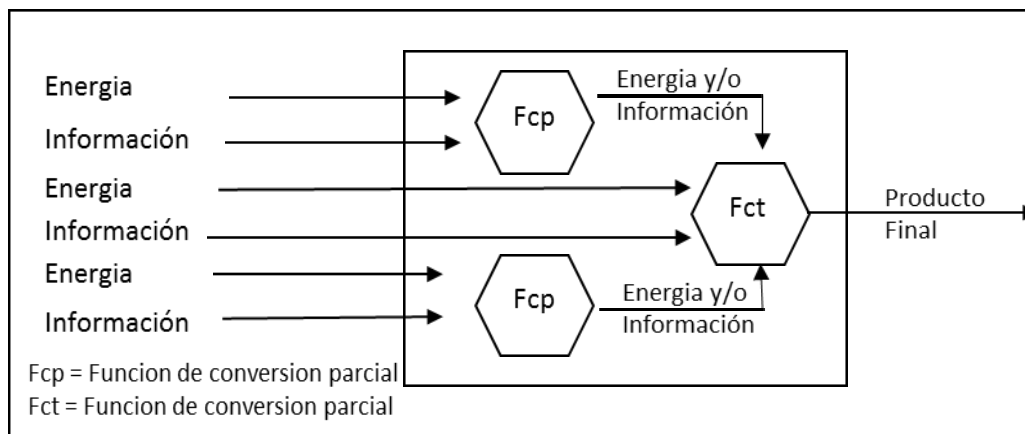 Energia
Información
Energia
Información
Energia
Información
Fcp
Energia y/o
Información
Fct
Producto
Final
Fcp
Energia y/o
Información
Fcp = Funcion de conversion parcial
Fct = Funcion de conversion parcial